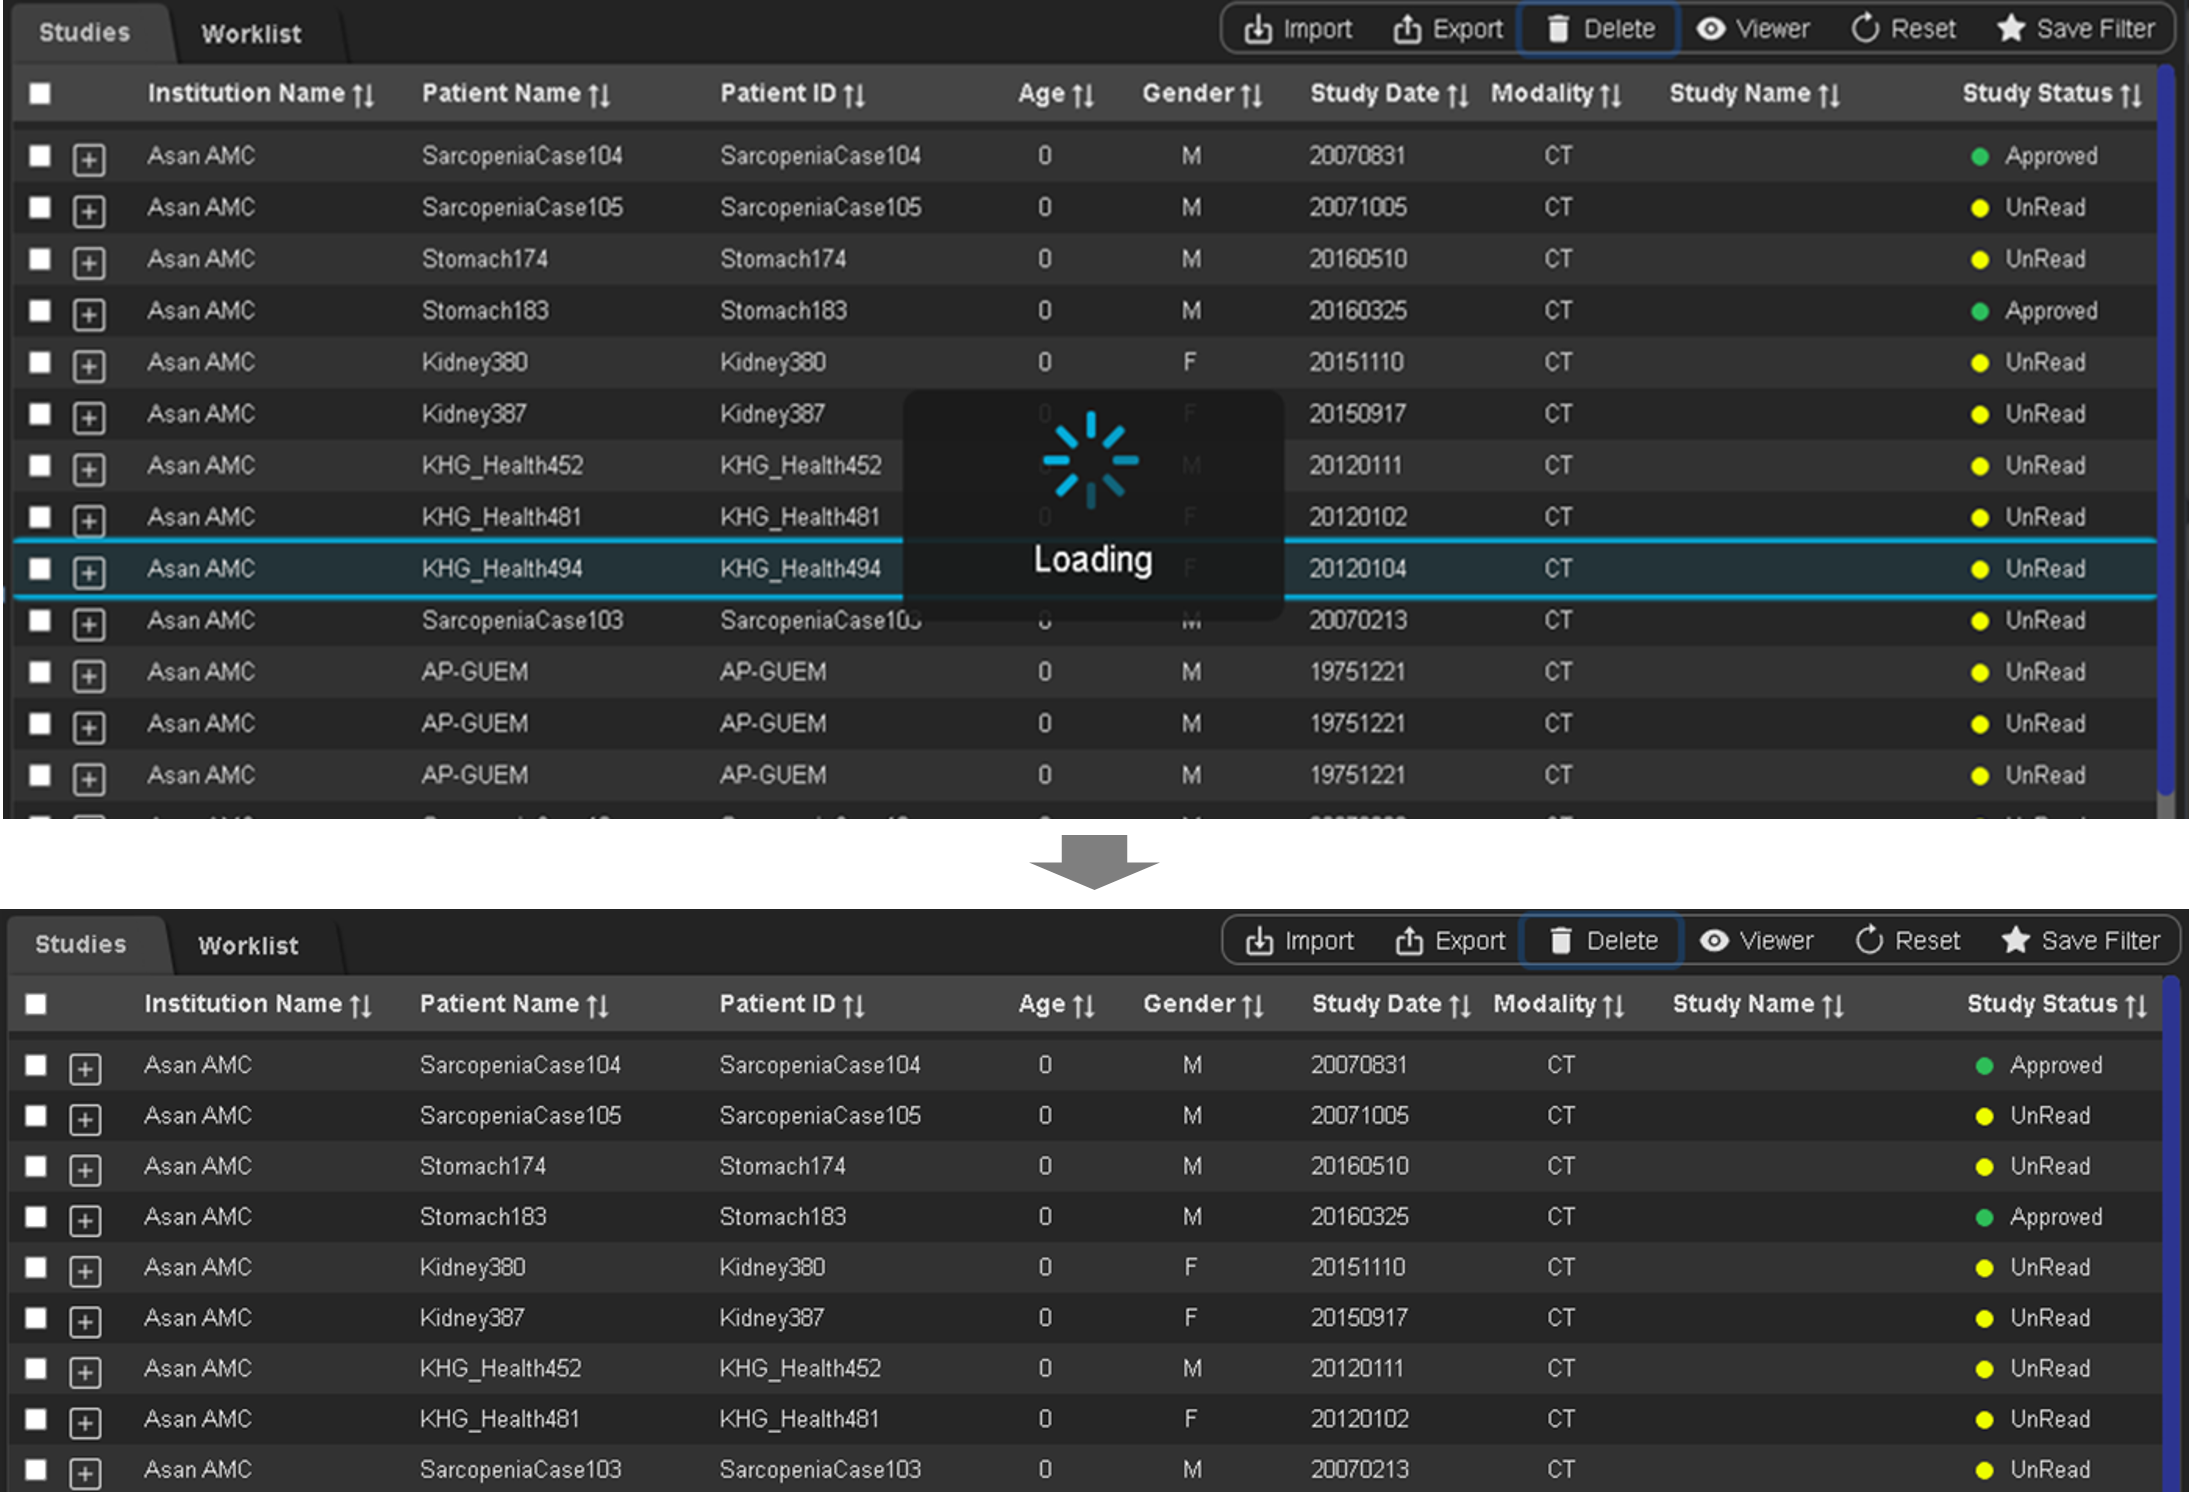 Studies Worklist Import Export Delete Viewer Reset Save Filter
Institution Name Patient Name Patient ID Age Gender Study Date Modality Study Name Study Status
Asan AMC SarcopeniaCase104 SarcopeniaCase104 0 M 20070831 CT Approved
Asan AMC SarcopeniaCase105 SarcopeniaCase105 0 M 20071005 CT UnRead
Asan AMC Stomach174 Stomach174 0 M 20160510 CT UnRead
Asan AMC Stomach183 Stomach183 0 M 20160325 CT Approved
Asan AMC Kidney380 Kidney380 0 F 20151110 CT UnRead
Asan AMC Kidney387 Kidney387 0 F 20150917 CT UnRead
Asan AMC KHG_Health452 KHG_Health452 M 20120111 CT UnRead
Asan AMC KHG_Health481 KHG_Health481 0 F 20120102 CT UnRead
Loading
Asan AMC KHG_Health494 KHG_Health494 F 20120104 CT UnRead
Asan AMC SarcopeniaCase103 SarcopeniaCase103 0 M 20070213 CT UnRead
Asan AMC AP-GUEM AP-GUEM 0 M 19751221 CT UnRead
Asan AMC AP-GUEM AP-GUEM 0 M 19751221 CT UnRead
Asan AMC AP-GUEM AP-GUEM 0 M 19751221 CT UnRead
Studies Worklist Import Export Delete Viewer Reset Save Filter
Institution Name Patient Name Patient ID Age Gender Study Date Modality Study Name Study Status
Asan AMC SarcopeniaCase104 SarcopeniaCase104 0 M 20070831 CT Approved
Asan AMC SarcopeniaCase105 SarcopeniaCase105 0 M 20071005 CT UnRead
Asan AMC Stomach174 Stomach174 0 M 20160510 CT UnRead
Asan AMC Stomach183 Stomach183 0 M 20160325 CT Approved
Asan AMC Kidney380 Kidney380 0 F 20151110 CT UnRead
Asan AMC Kidney387 Kidney387 0 F 20150917 CT UnRead
Asan AMC KHG_Health452 KHG_Health452 0 M 20120111 CT UnRead
Asan AMC KHG_Health481 KHG_Health481 0 F 20120102 CT UnRead
Asan AMC SarcopeniaCase103 SarcopeniaCase103 0 M 20070213 CT UnRead